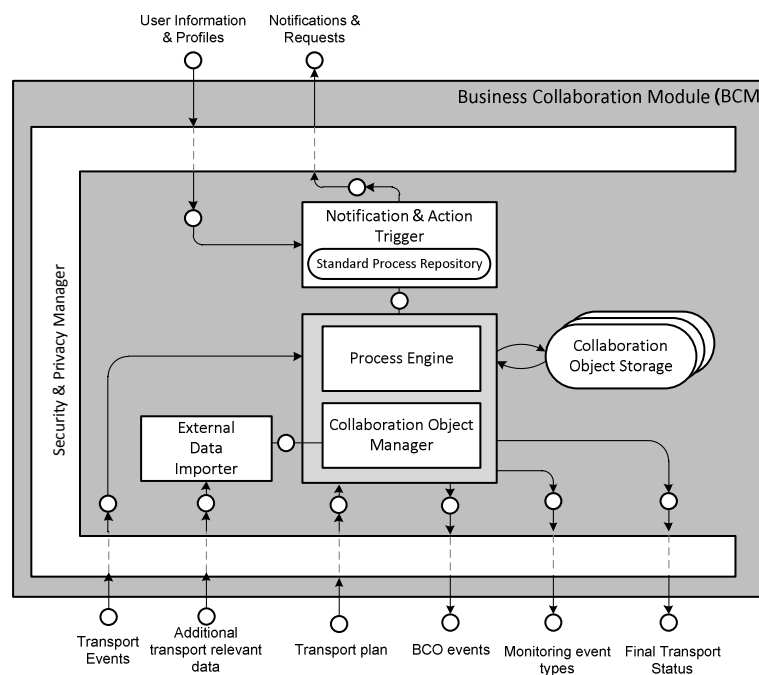 User Information
& Profiles
Notifications &
Requests
Business Collaboration Module (BCM
Security & Privacy Manager
Notification & Action
Trigger
Standard Process Repository
Process Engine
Collaboration
Object Storage
Collaboration Object
Manager
External
Data
Importer
Transport
Events
Additional
transport relevant
data
Transport plan
BCO events
Monitoring event
types
Final Transport
Status